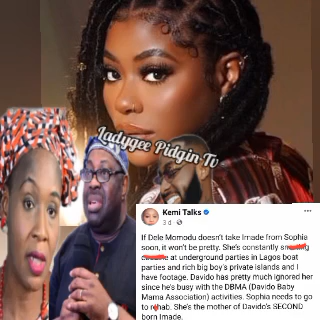 Ladygee Pidgin Tv
Kemi Talks
3 d
If Dele Momodu doesn't take Imade from Sophia
soon, it won't be pretty. She's constantly
at underground parties in Lagos boat
parties and rich big boy's private islands and I
have footage. Davido has pretty much ignored her
since he's busy with the DBMA (Davido Baby
Mama Association) activities. Sophia needs to go
to rehab. She's the mother of Davido's SECOND
born Imade.